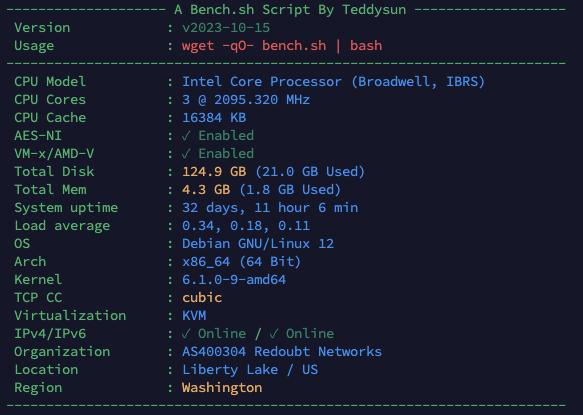 -------------------- A Bench.sh Script By Teddysun -------------------
 Version            : v2023-10-15
 Usage              : wget -qO- bench.sh | bash
----------------------------------------------------------------------
 CPU Model          : Intel Core Processor (Broadwell, IBRS)
 CPU Cores          : 3 @ 2095.320 MHz
 CPU Cache          : 16384 KB
 AES-NI             : ✓ Enabled
 VM-x/AMD-V         : ✓ Enabled
 Total Disk         : 124.9 GB (21.0 GB Used)
 Total Mem          : 4.3 GB (1.8 GB Used)
 System uptime      : 32 days, 11 hour 6 min
 Load average       : 0.34, 0.18, 0.11
 OS                 : Debian GNU/Linux 12
 Arch               : x86_64 (64 Bit)
 Kernel             : 6.1.0-9-amd64
 TCP CC             : cubic
 Virtualization     : KVM
 IPv4/IPv6          : ✓ Online / ✓ Online
 Organization       : AS400304 Redoubt Networks
 Location           : Liberty Lake / US
 Region             : Washington
----------------------------------------------------------------------